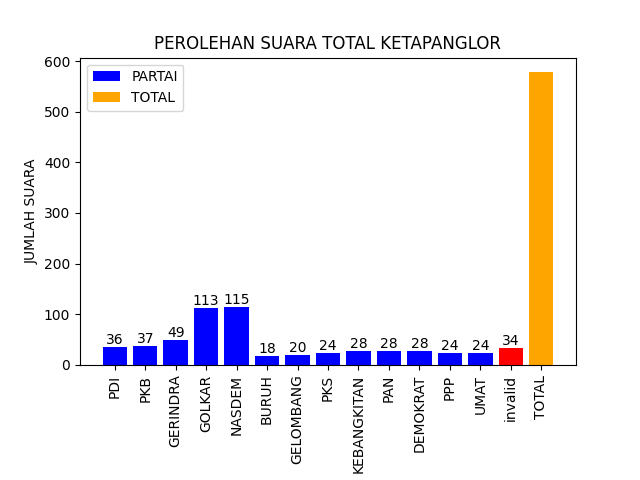 PEROLEHAN SUARA TOTAL KETAPANGLOR
PARTAI
TOTAL
JUMLAH SUARA
600
500
400
300
200
100
0
36 37 49 113 115 18 20 24 28 28 28 24 24 34
PDI
PKB
GERINDRA
GOLKAR
NASDEM
BURUH
GELOMBANG
PKS
KEBANGKITAN
PAN
DEMOKRAT
PPP
UMAT
invalid
TOTAL